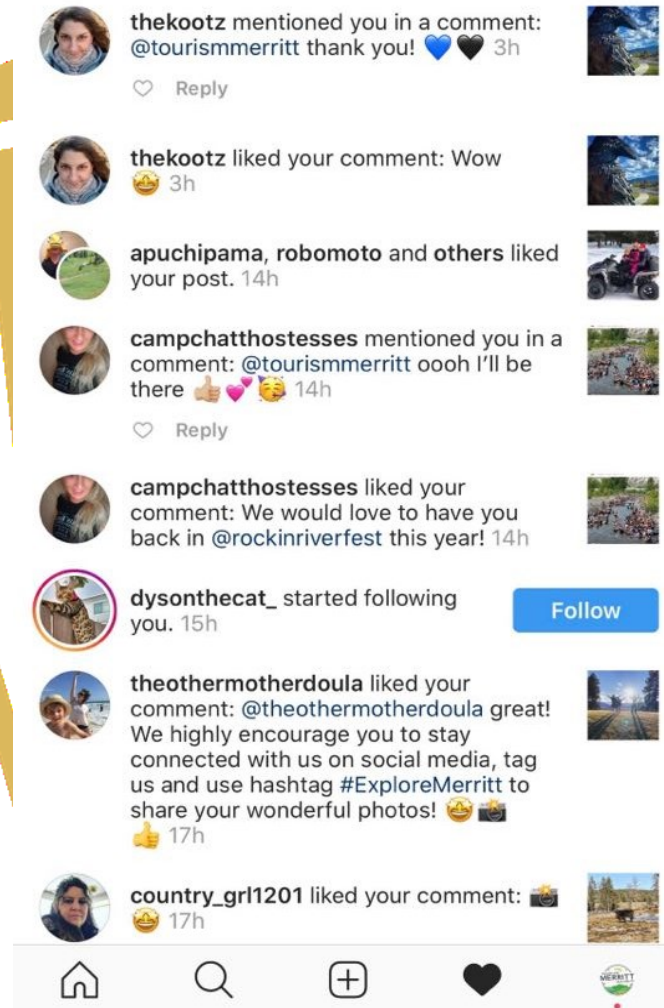 thekootz mentioned you in a comment:
@tourismmerritt thank you! 💙🖤 3h
Reply
thekootz liked your comment: Wow
🤩 3h
apuchipama, robomoto and others liked
your post. 14h
campchatthostesses mentioned you in a
comment: @tourismmerritt oooh I’ll be
there 👍🏼💕🥳 14h
Reply
campchatthostesses liked your
comment: We would love to have you
back in @rockinriverfest this year! 14h
dysonthecat_ started following
you. 15h
Follow
theothermotherdoula liked your
comment: @theothermotherdoula great!
We highly encourage you to stay
connected with us on social media, tag
us and use hashtag #ExploreMerritt to
share your wonderful photos! 🤩📸
👍 17h
country_grl1201 liked your comment: 📸
🤩 17h
MERRITT